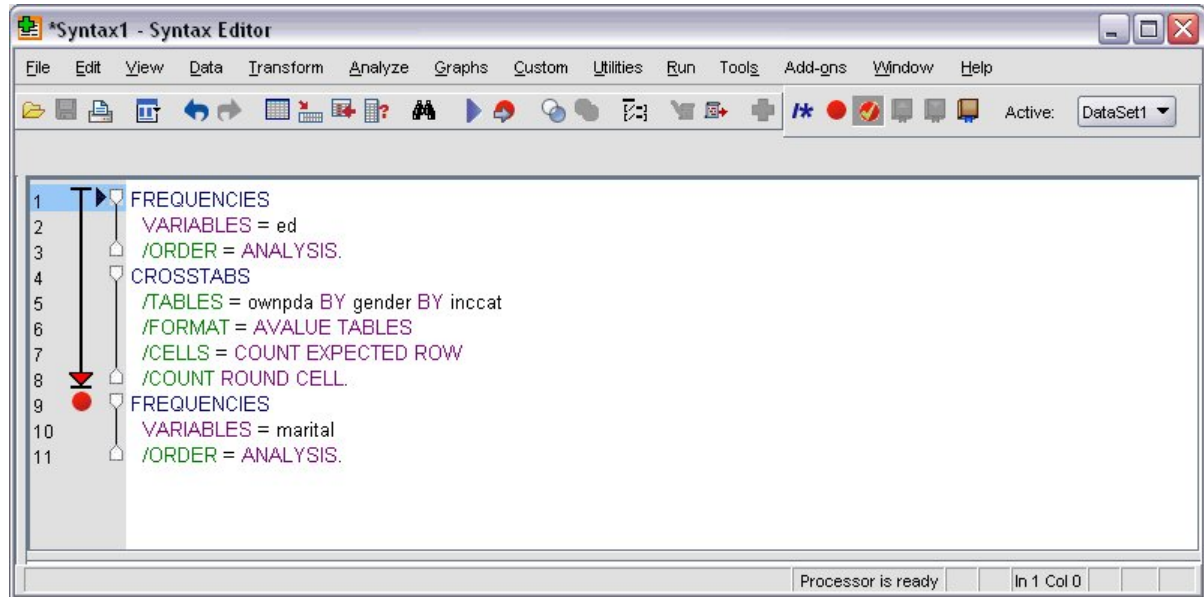 *Syntax1 - Syntax Editor
File Edit View Data Transform Analyze Graphs Custom Utilities Run Tools Add-ons Window Help
Active: DataSet1
1 FREQUENCIES
2 VARIABLES = ed
3 /ORDER = ANALYSIS.
4 CROSSTABS
5 /TABLES = ownpda BY gender BY inccat
6 /FORMAT = AVALUE TABLES
7 /CELLS = COUNT EXPECTED ROW
8 /COUNT ROUND CELL.
9 FREQUENCIES
10 VARIABLES = marital
11 /ORDER = ANALYSIS.
Processor is ready In 1 Col 0